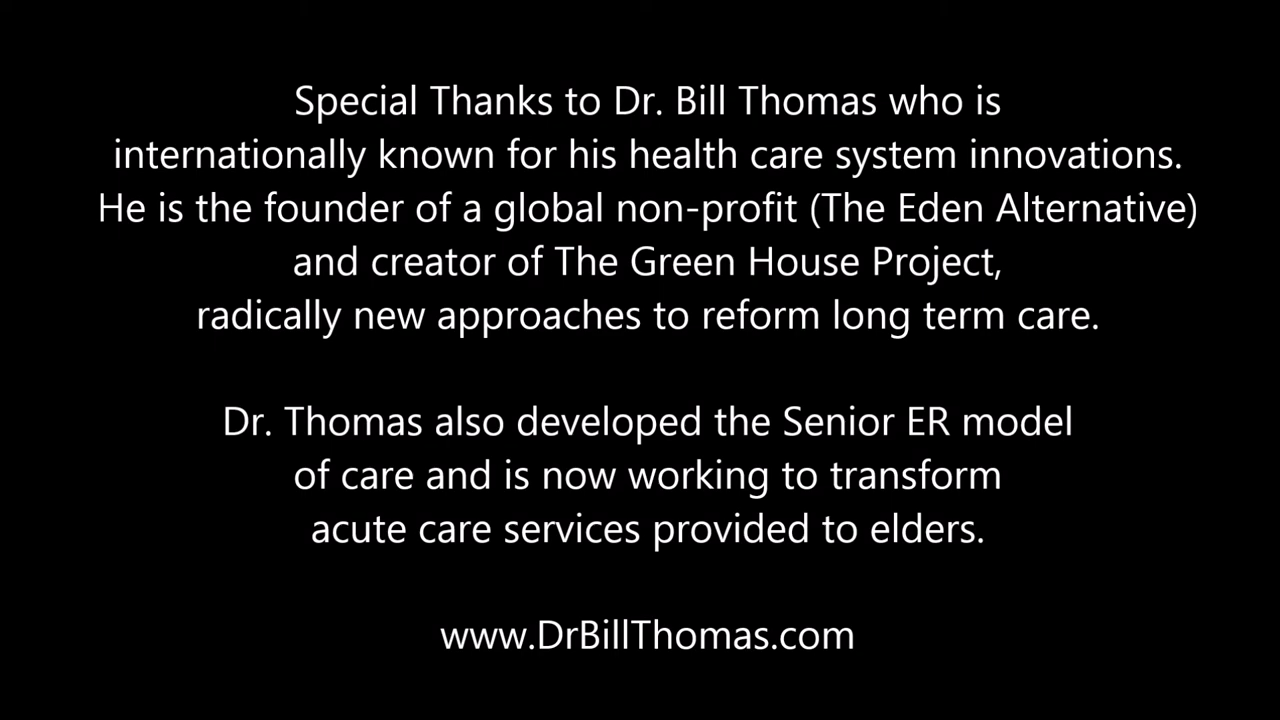 Special Thanks to Dr. Bill Thomas who is
internationally known for his health care system innovations.
He is the founder of a global non-profit (The Eden Alternative)
and creator of The Green House Project,
radically new approaches to reform long term care.
Dr. Thomas also developed the Senior ER model
of care and is now working to transform
acute care services provided to elders.
www.DrBillThomas.com